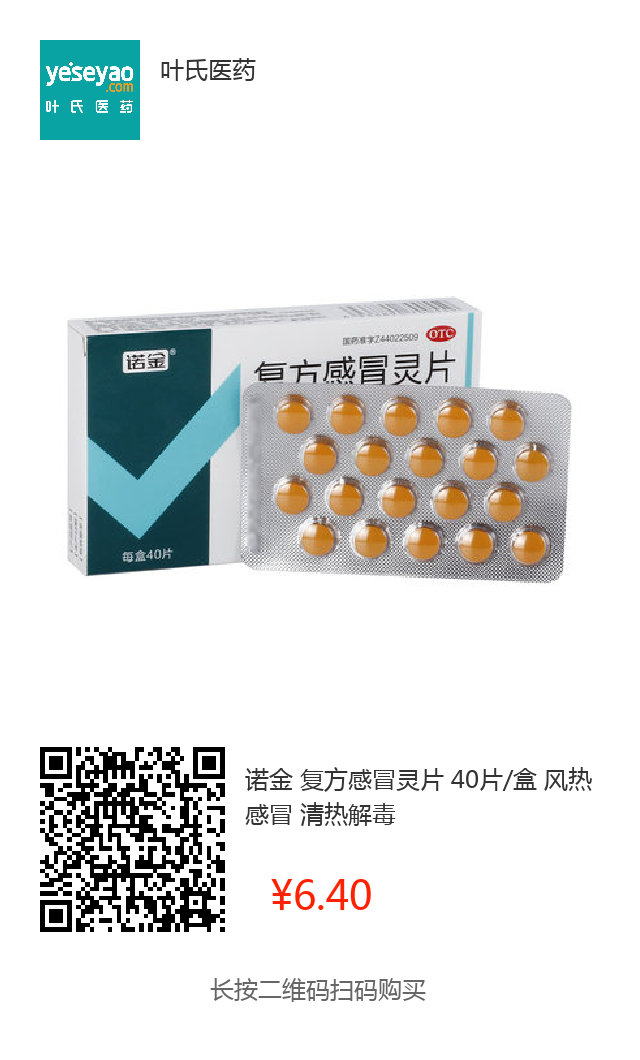 yeseyao
.com
叶氏医药
叶氏医药
国药准字Z44022509
OTC
诺金®
复方感冒灵片
每盒40片
诺金 复方感冒灵片 40片/盒 风热
感冒 清热解毒
¥6.40
长按二维码扫码购买